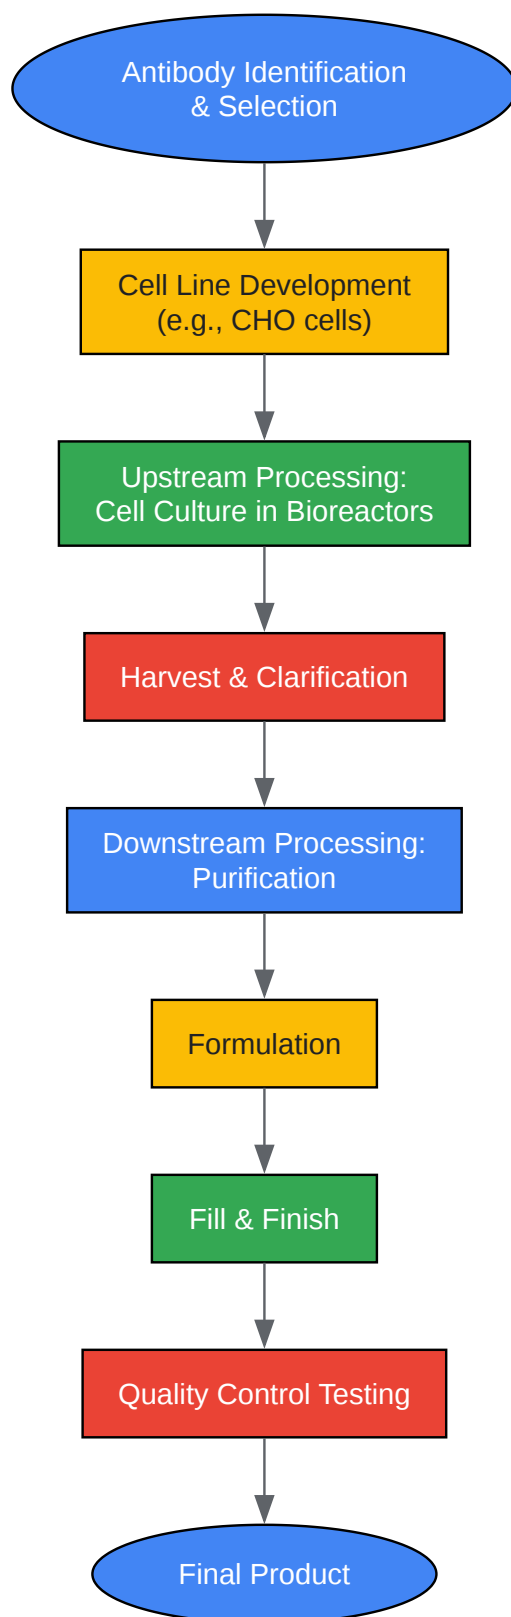 Antibody Identification
& Selection
Cell Line Development
(e.g., CHO cells)
Upstream Processing:
Cell Culture in Bioreactors
Harvest & Clarification
Downstream Processing:
Purification
Formulation
Fill & Finish
Quality Control Testing
Final Product